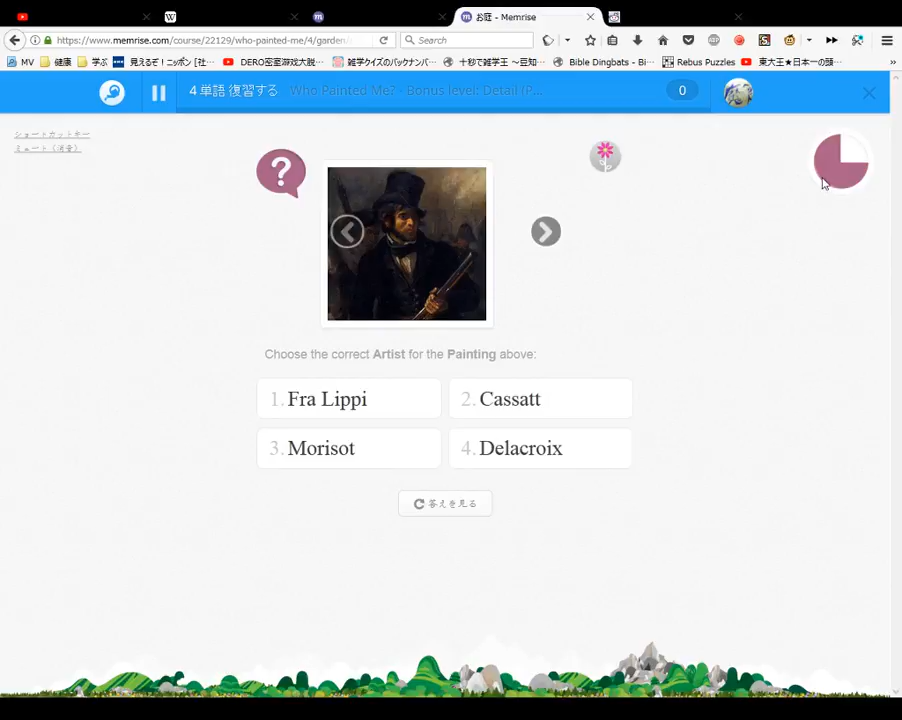 お庭 - Memrise
https://www.memrise.com/course/22129/who-painted-me/4/garden/
Search
MV
健康
学ぶ
見えるぞ！ニッポン [社…
DERO密室游戏大脱…
雑学クイズのバックナンバ…
十秒で雑学王 ～豆知…
Bible Dingbats - Bi…
Rebus Puzzles
東大王★日本一の頭…
4 単語 復習する
Who Painted Me? - Bonus level: Detail (P...
0
ショートカットキー
ミュート（消音）
?
Choose the correct Artist for the Painting above:
1. Fra Lippi
2. Cassatt
3. Morisot
4. Delacroix
答えを見る